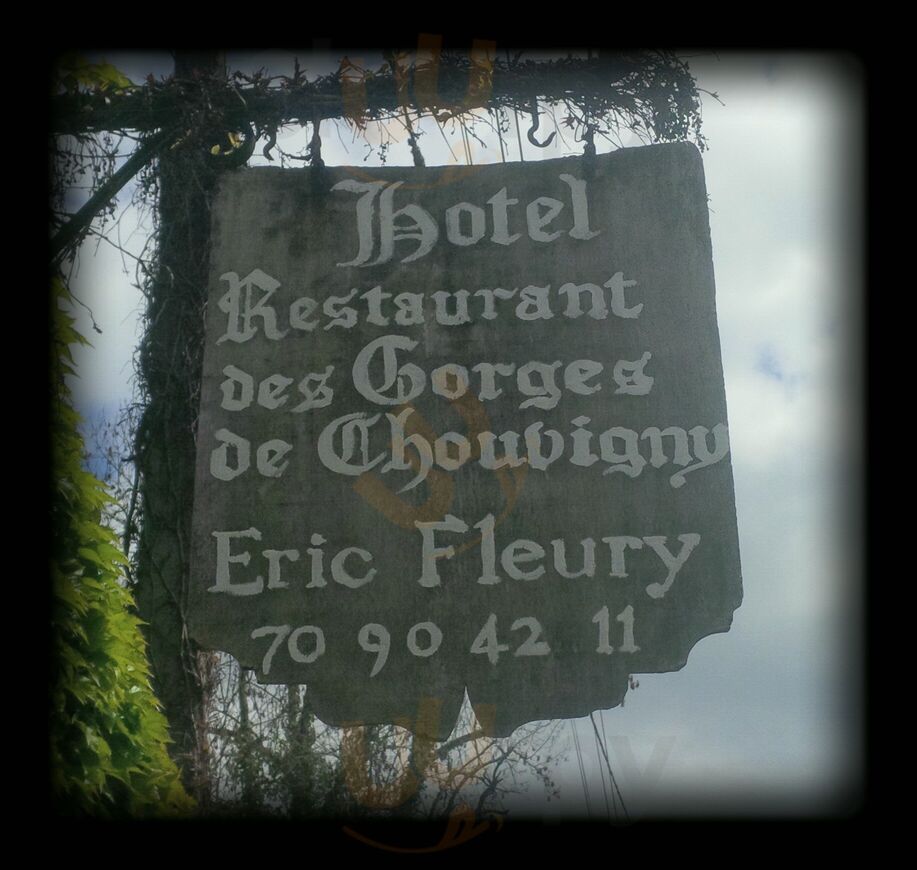 Hotel
Restaurant
des Gorges
de Chouvigny
Eric Fleury
70 90 42 11